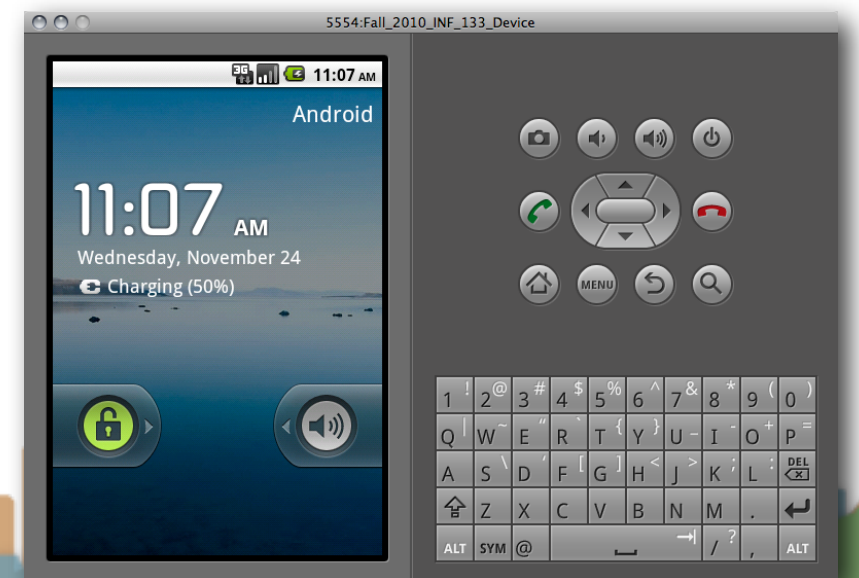 5554:Fall_2010_INF_133_Device
3G 11:07 AM
Android
11:07 AM
Wednesday, November 24
Charging (50%)
MENU
1 ! 2 @ 3 # 4 $ 5 % 6 ^ 7 & 8 * 9 ( 0 )
Q | W ~ E " R ` T { Y } U - I - O + P =
A S \ D ' F [ G ] H < J > K ; L : DEL
Z X C V B N M .
ALT SYM @ / ? , ALT